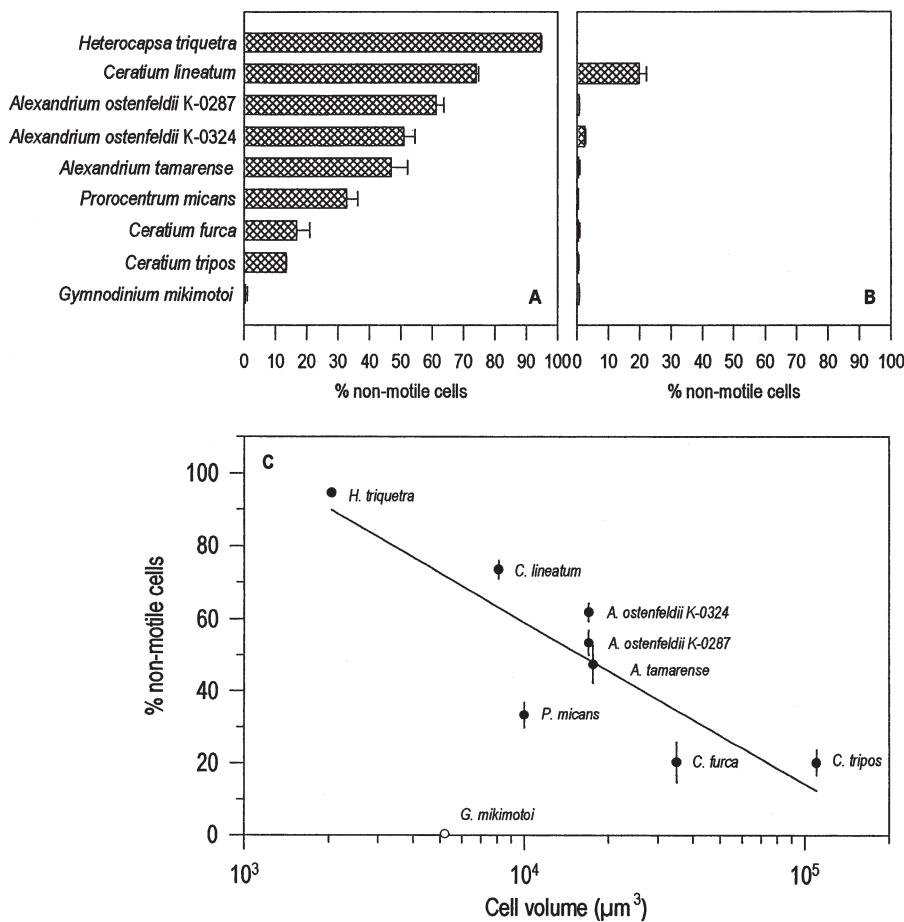 Heterocapsa triquetra
Ceratium lineatum
Alexandrium ostenfeldii K-0287
Alexandrium ostenfeldii K-0324
Alexandrium tamarense
Prorocentrum micans
Ceratium furca
Ceratium tripos
Gymnodinium mikimotoi
A
B
0 10 20 30 40 50 60 70 80 90 100
0 10 20 30 40 50 60 70 80 90 100
% non-motile cells
% non-motile cells
C
% non-motile cells
100
80
60
40
20
0
H. triquetra
C. lineatum
A. ostenfeldii K-0324
A. ostenfeldii K-0287
A. tamarense
P. micans
C. furca
C. tripos
G. mikimotoi
10³
10⁴
10⁵
Cell volume (µm³)